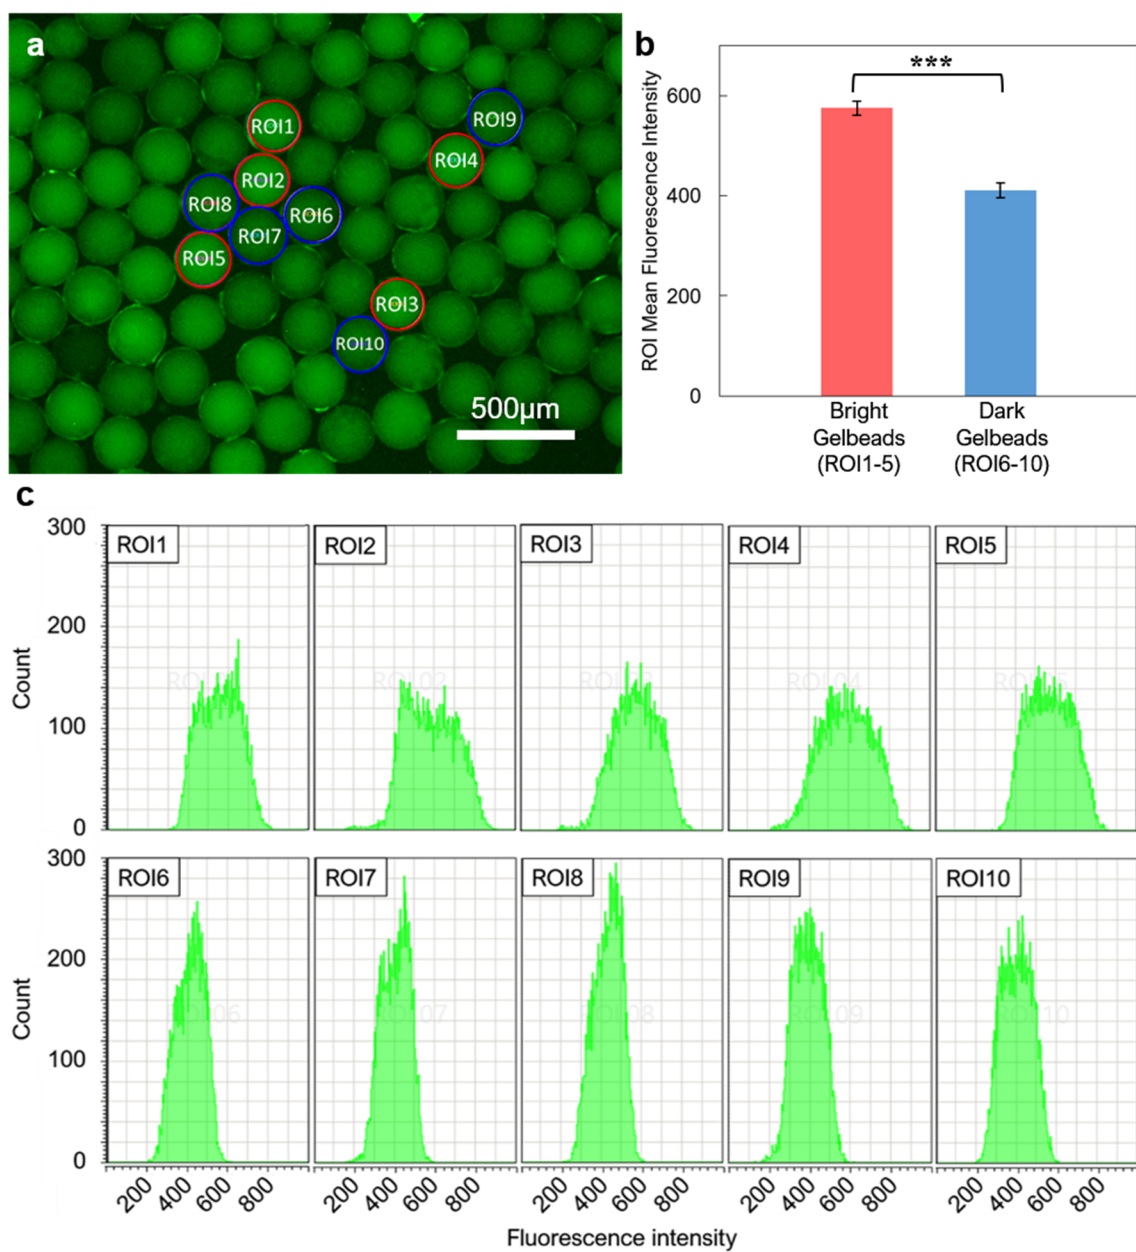 a
ROI1
ROI9
ROI4
ROI2
ROI8
ROI6
ROI7
ROI5
ROI3
ROI10
500μm
b
ROI Mean Fluorescence Intensity
600
400
200
0
***
Bright
Gelbeads
(ROI1-5)
Dark
Gelbeads
(ROI6-10)
c
Count
300
200
100
0
ROI1
ROI2
ROI3
ROI4
ROI5
Count
300
200
100
0
ROI6
ROI7
ROI8
ROI9
ROI10
200 400 600 800
200 400 600 800
200 400 600 800
200 400 600 800
200 400 600 800
Fluorescence intensity